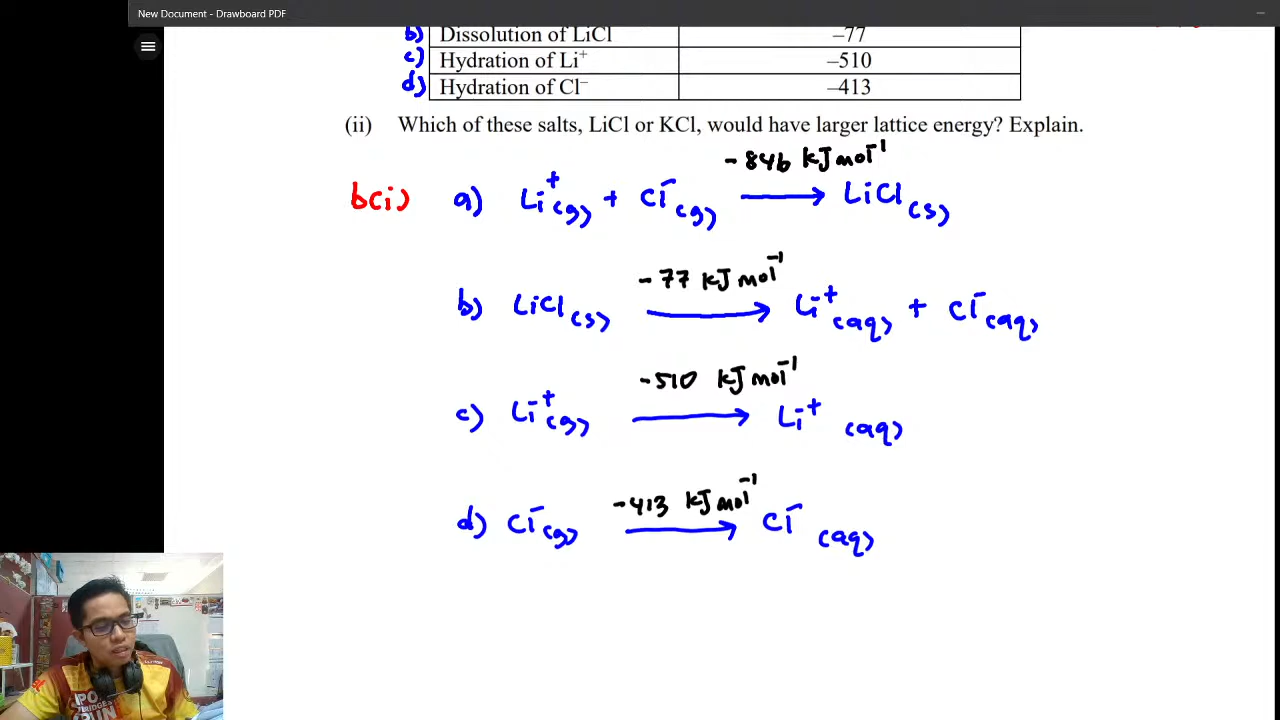 New Document - Drawboard PDF
b) Dissolution of LiCl –77
c) Hydration of Li⁺ –510
d) Hydration of Cl⁻ –413
(ii) Which of these salts, LiCl or KCl, would have larger lattice energy? Explain.
-846 kJ mol⁻¹
b(i) a) Li⁺(g) + Cl⁻(g) ⟶ LiCl(s)
-77 kJ mol⁻¹
b) LiCl(s) ⟶ Li⁺(aq) + Cl⁻(aq)
-510 kJ mol⁻¹
c) Li⁺(g) ⟶ Li⁺(aq)
-413 kJ mol⁻¹
d) Cl⁻(g) ⟶ Cl⁻(aq)